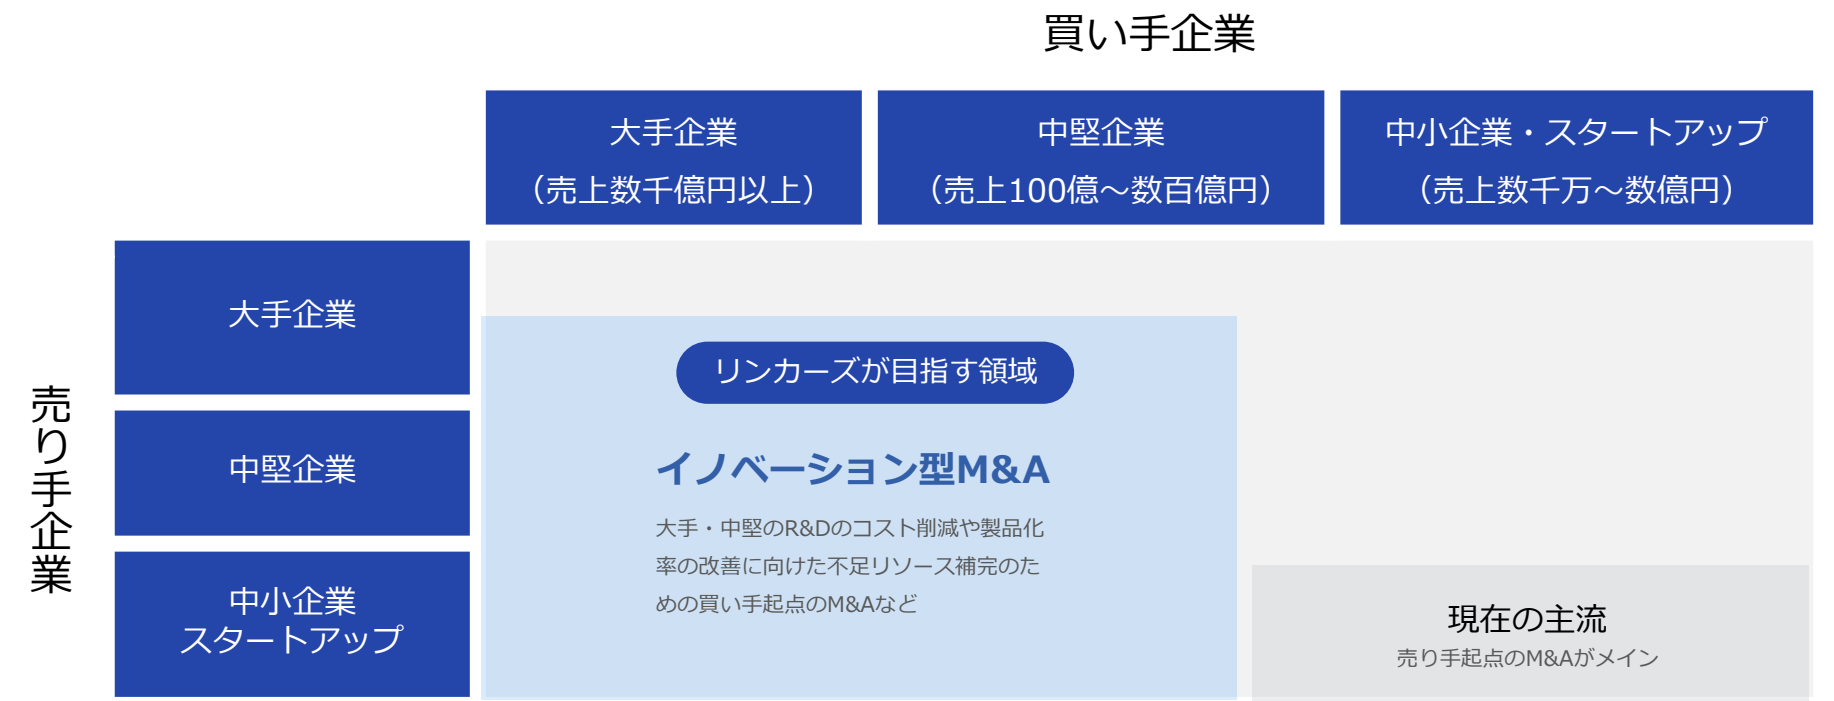 買い手企業
大手企業
（売上数千億円以上）
中堅企業
（売上100億～数百億円）
中小企業・スタートアップ
（売上数千万～数億円）
売り手企業
大手企業
中堅企業
中小企業
スタートアップ
リンカーズが目指す領域
イノベーション型M&A
大手・中堅のR&Dのコスト削減や製品化
率の改善に向けた不足リソース補完のた
めの買い手起点のM&Aなど
現在の主流
売り手起点のM&Aがメイン